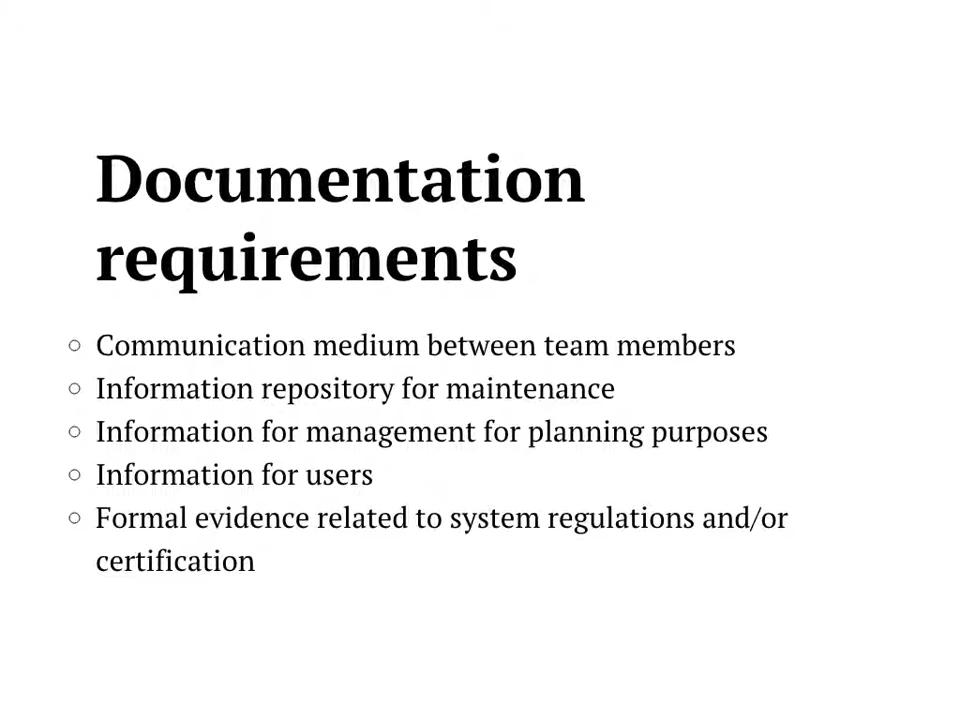 Documentation
requirements
Communication medium between team members
Information repository for maintenance
Information for management for planning purposes
Information for users
Formal evidence related to system regulations and/or
certification